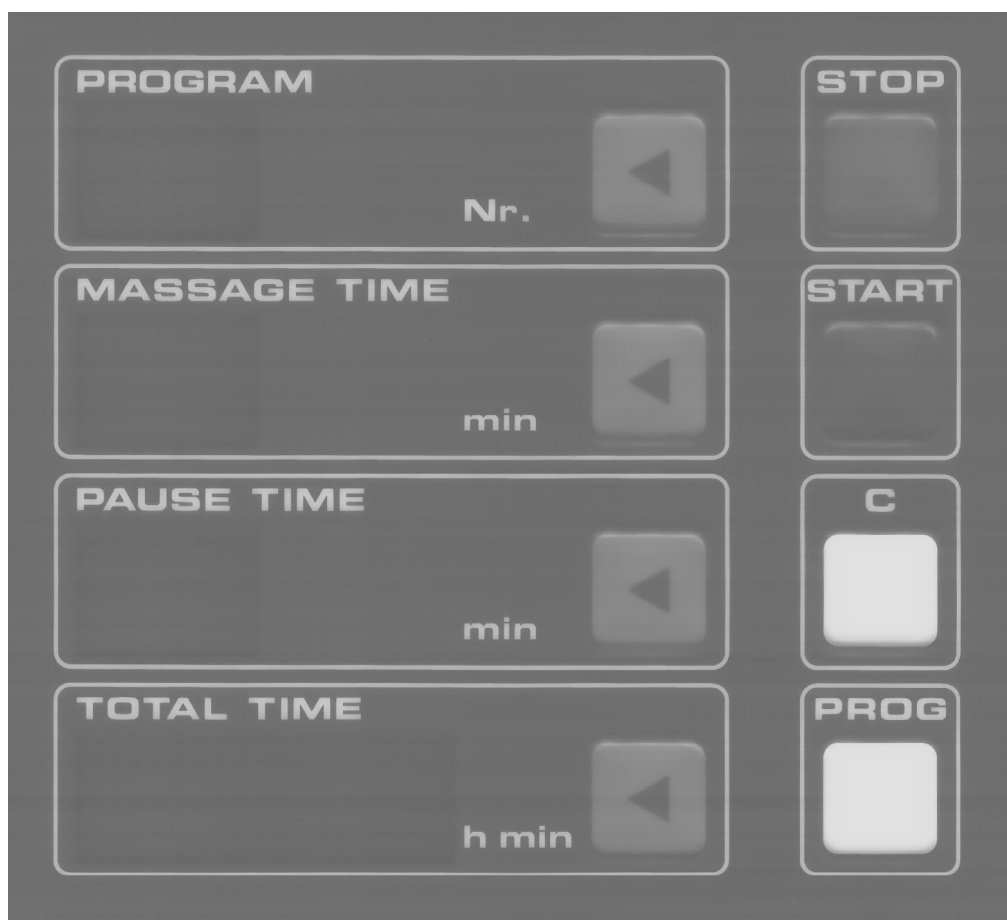 PROGRAM
Nr.
STOP
MASSAGE TIME
min
START
PAUSE TIME
min
C
TOTAL TIME
h min
PROG